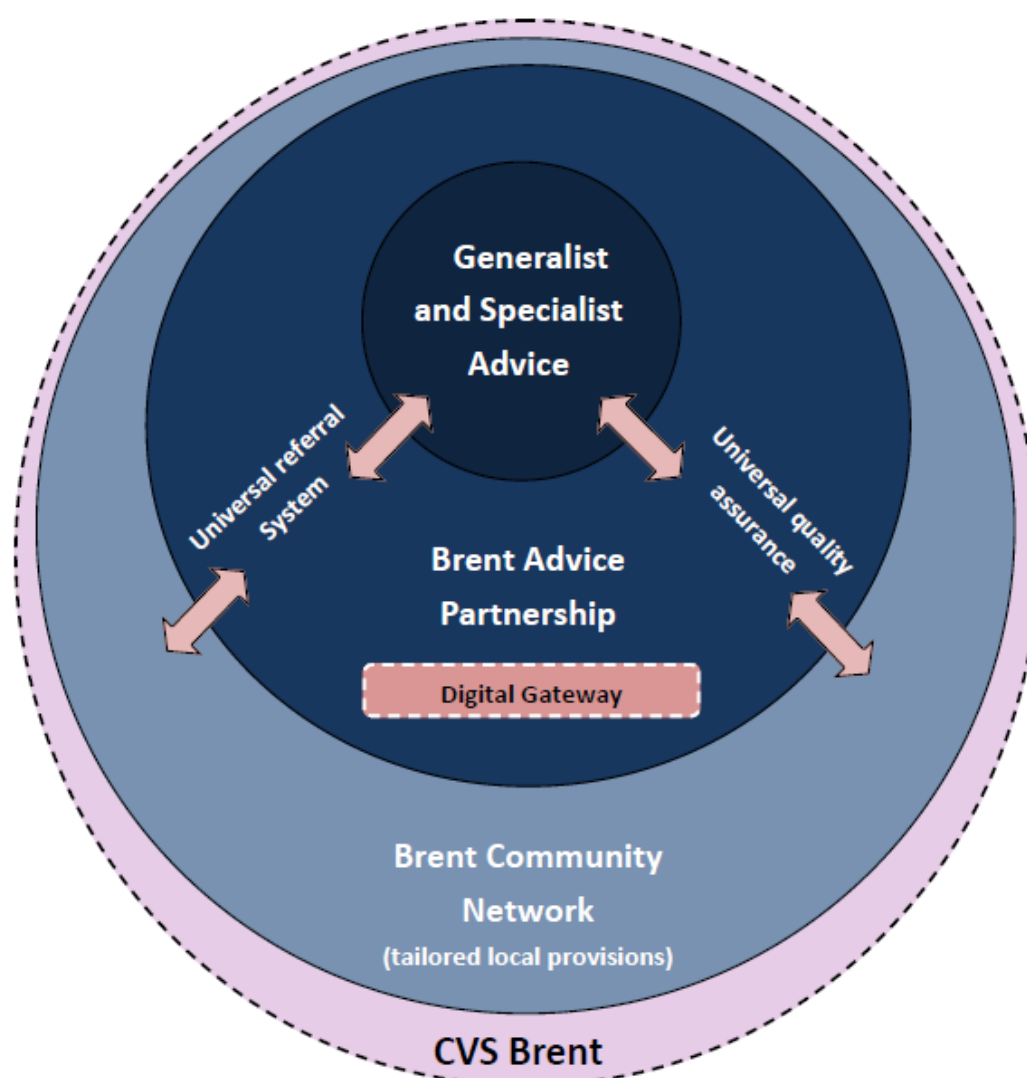 Generalist
and Specialist
Advice
Universal referral
System
Universal quality
assurance
Brent Advice
Partnership
Digital Gateway
Brent Community
Network
(tailored local provisions)
CVS Brent